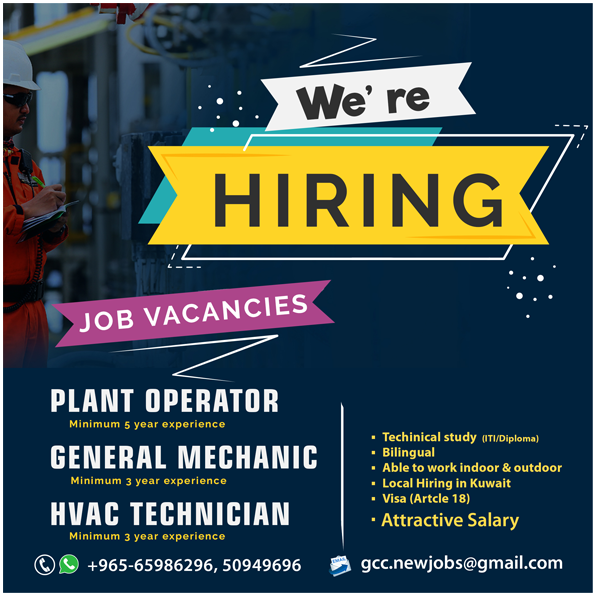 We' re
HIRING
JOB VACANCIES
PLANT OPERATOR
Minimum 5 year experience
GENERAL MECHANIC
Minimum 3 year experience
HVAC TECHNICIAN
Minimum 3 year experience
▪ Techinical study (ITI/Diploma)
▪ Bilingual
▪ Able to work indoor & outdoor
▪ Local Hiring in Kuwait
▪ Visa (Artcle 18)
▪ Attractive Salary
+965-65986296, 50949696
gcc.newjobs@gmail.com